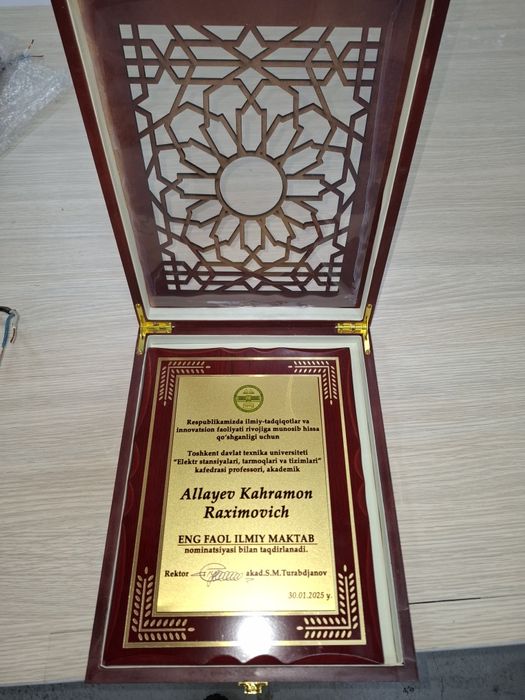 Respublikamizda ilmiy-tadqiqotlar va
innovatsion faoliyati rivojiga munosib hissa
qo'shganligi uchun
Toshkent davlat texnika universiteti
"Elektr stansiyalari, tarmoqlari va tizimlari"
kafedrasi professori, akademik
Allayev Kahramon
Raximovich
ENG FAOL ILMIY MAKTAB
nominatsiyasi bilan taqdirlanadi.
Rektor akad.S.M.Turabdjanov
30.01.2025 y.